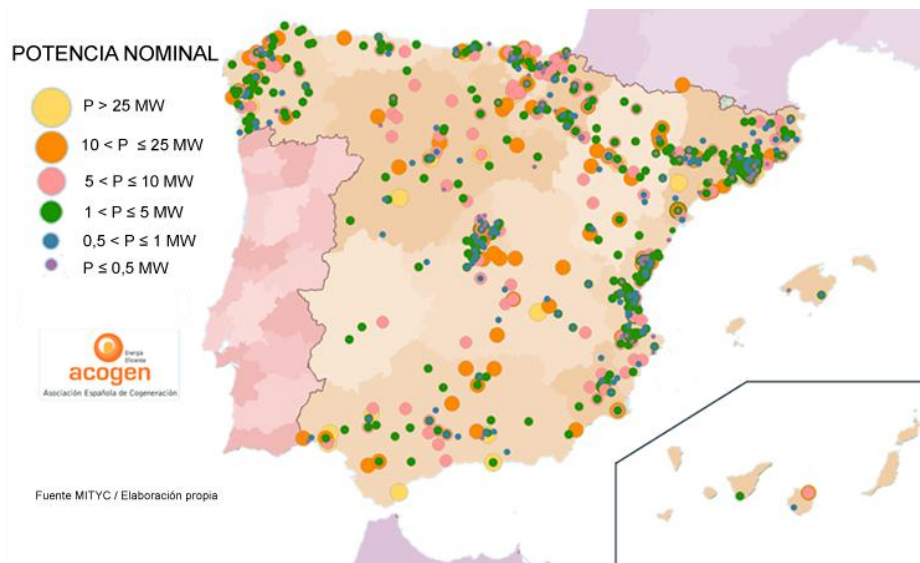 POTENCIA NOMINAL
P > 25 MW
10 < P ≤ 25 MW
5 < P ≤ 10 MW
1 < P ≤ 5 MW
0,5 < P ≤ 1 MW
P ≤ 0,5 MW
Energía
Eficiente
acogen
Asociación Española de Cogeneración
Fuente MITYC / Elaboración propia